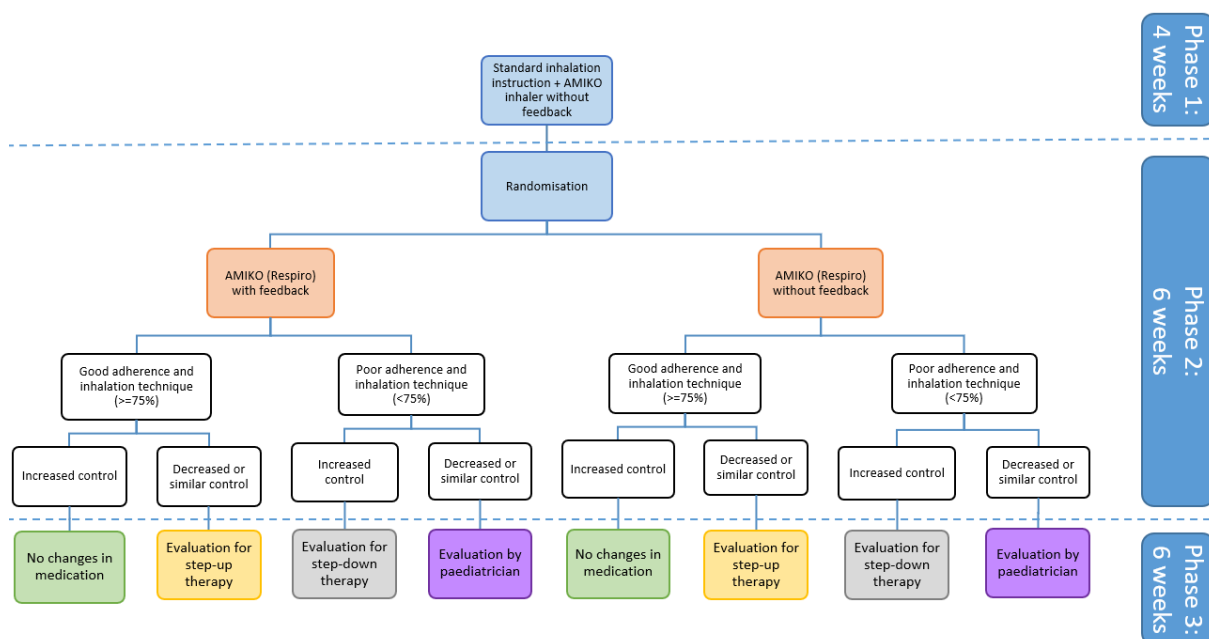 Phase 1:
4 weeks
Standard inhalation
instruction + AMIKO
inhaler without
feedback
Phase 2:
6 weeks
Randomisation
AMIKO (Respiro)
with feedback
AMIKO (Respiro)
without feedback
Good adherence and
inhalation technique
(>=75%)
Poor adherence and
inhalation technique
(<75%)
Good adherence and
inhalation technique
(>=75%)
Poor adherence and
inhalation technique
(<75%)
Increased control
Decreased or
similar control
Increased
control
Decreased or
similar control
Increased control
Decreased or
similar control
Increased control
Decreased or
similar control
Phase 3:
6 weeks
No changes in
medication
Evaluation for
step-up
therapy
Evaluation for
step-down
therapy
Evaluation by
paediatrician
No changes in
medication
Evaluation for
step-up
therapy
Evaluation for
step-down
therapy
Evaluation by
paediatrician